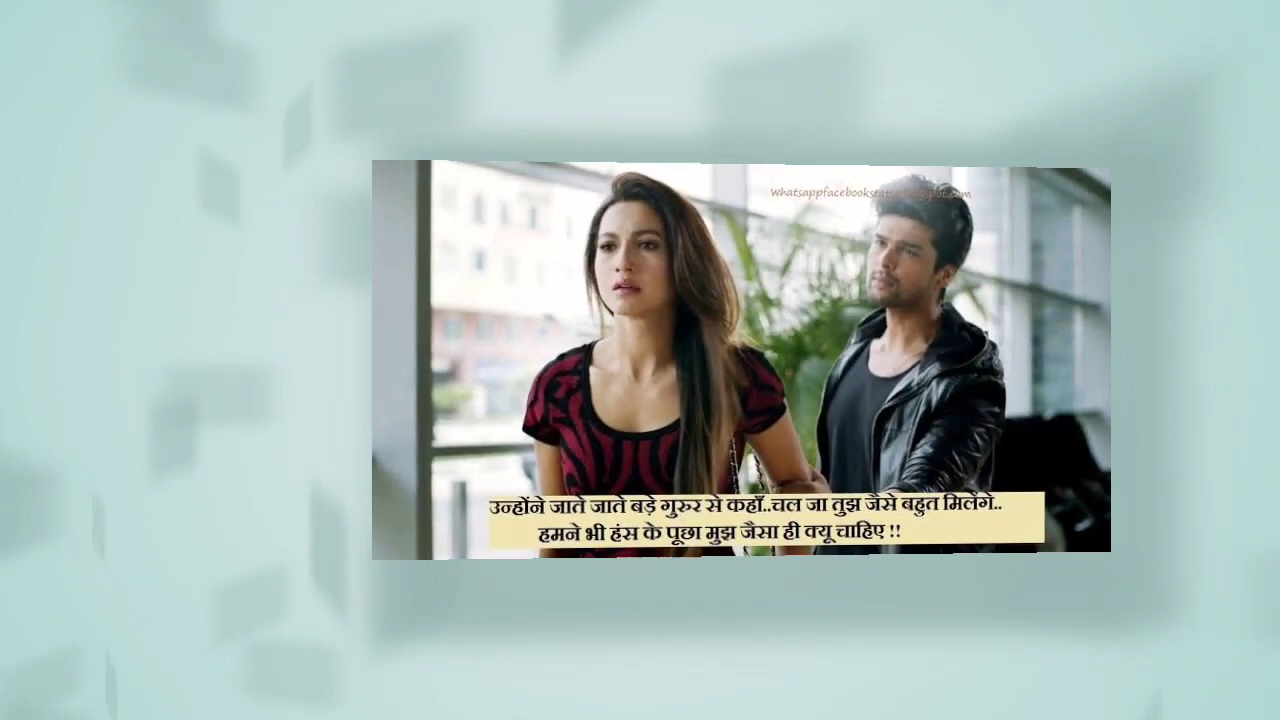 उन्होंने जाते जाते बड़े गुरुर से कहाँ..चल जा तुझ जैसे बहुत मिलेंगे..
हमने भी हंस के पूछा मुझ जैसा ही क्यू चाहिए !!